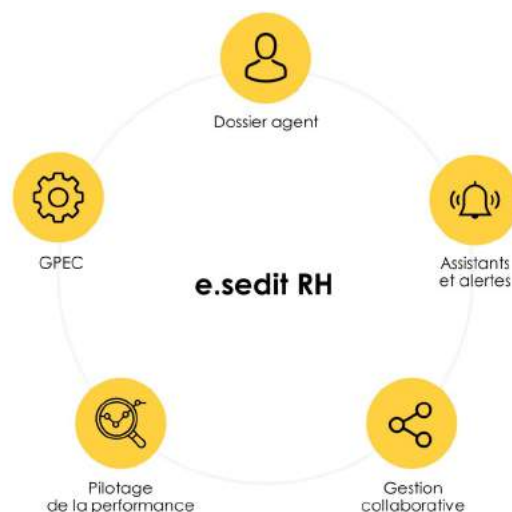 Dossier agent
GPEC
Assistants
et alertes
e.sedit RH
Pilotage
de la performance
Gestion
collaborative